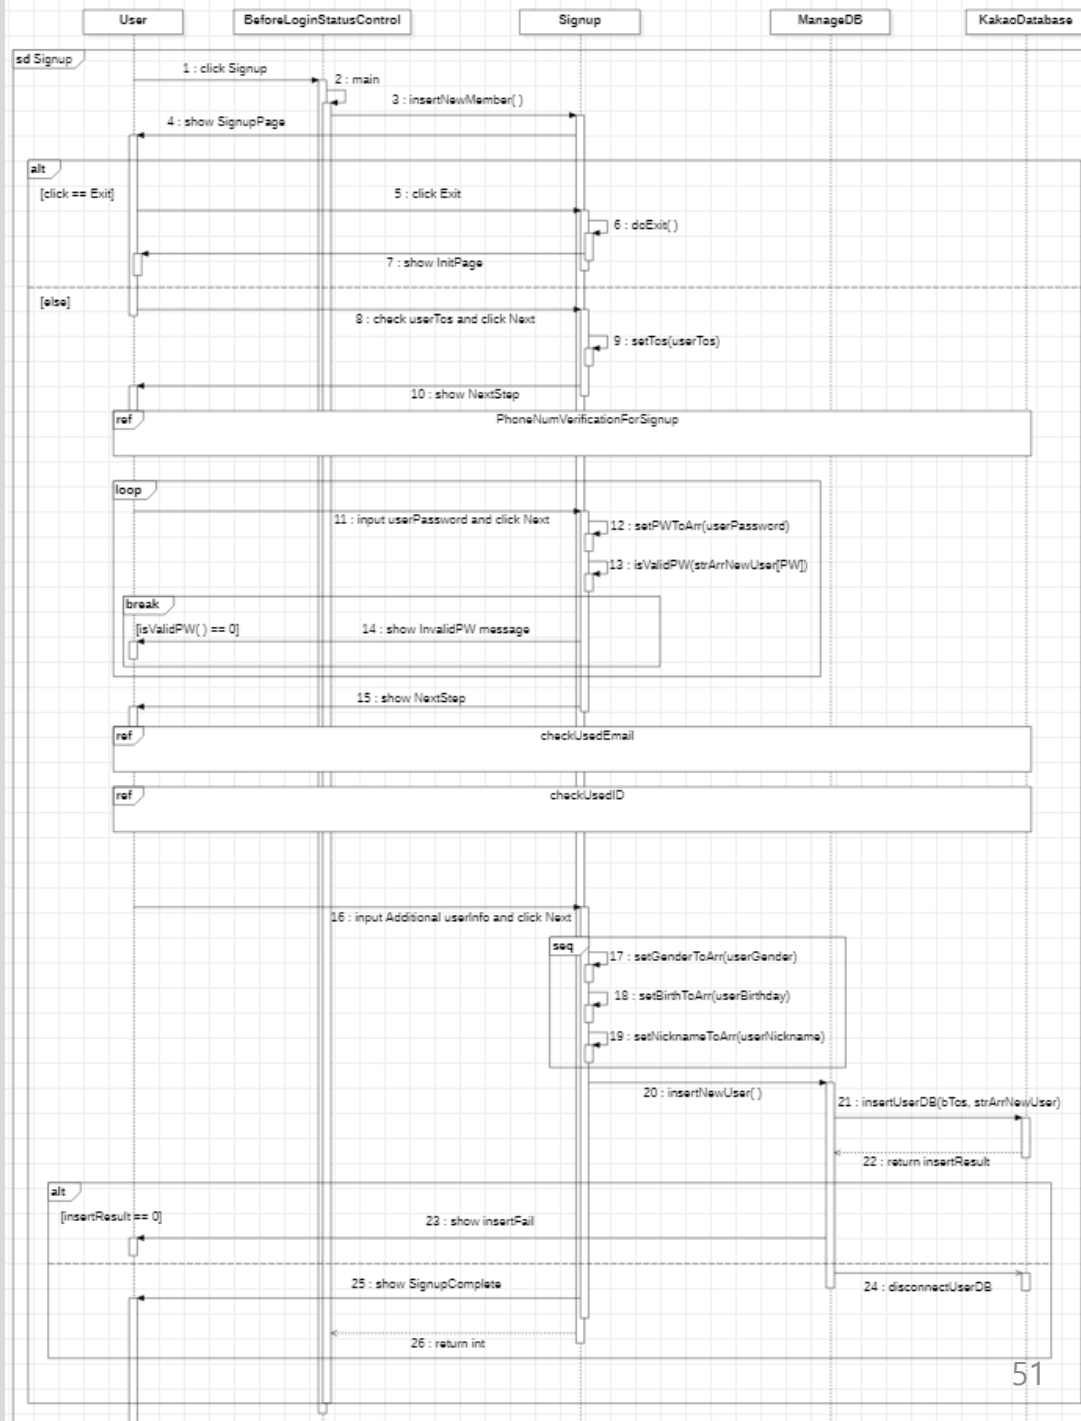 User
BeforeLoginStatusControl
Signup
ManageDB
KakaoDatabase
sd Signup
1 : click Signup
2 : main
3 : insertNewMember( )
4 : show SignupPage
alt
[click == Exit]
5 : click Exit
6 : doExit( )
7 : show InitPage
[else]
8 : check userTos and click Next
9 : setTos(userTos)
10 : show NextStep
ref
PhoneNumVerificationForSignup
loop
11 : input userPassword and click Next
12 : setPWToArr(userPassword)
13 : isValidPW(strArrNewUser[PW])
break
[isValidPW( ) == 0]
14 : show InvalidPW message
15 : show NextStep
ref
checkUsedEmail
ref
checkUsedID
16 : input Additional userInfo and click Next
seq
17 : setGenderToArr(userGender)
18 : setBirthToArr(userBirthday)
19 : setNicknameToArr(userNickname)
20 : insertNewUser( )
21 : insertUserDB(bTos, strArrNewUser)
22 : return insertResult
alt
[insertResult == 0]
23 : show insertFail
24 : disconnectUserDB
25 : show SignupComplete
26 : return int
51